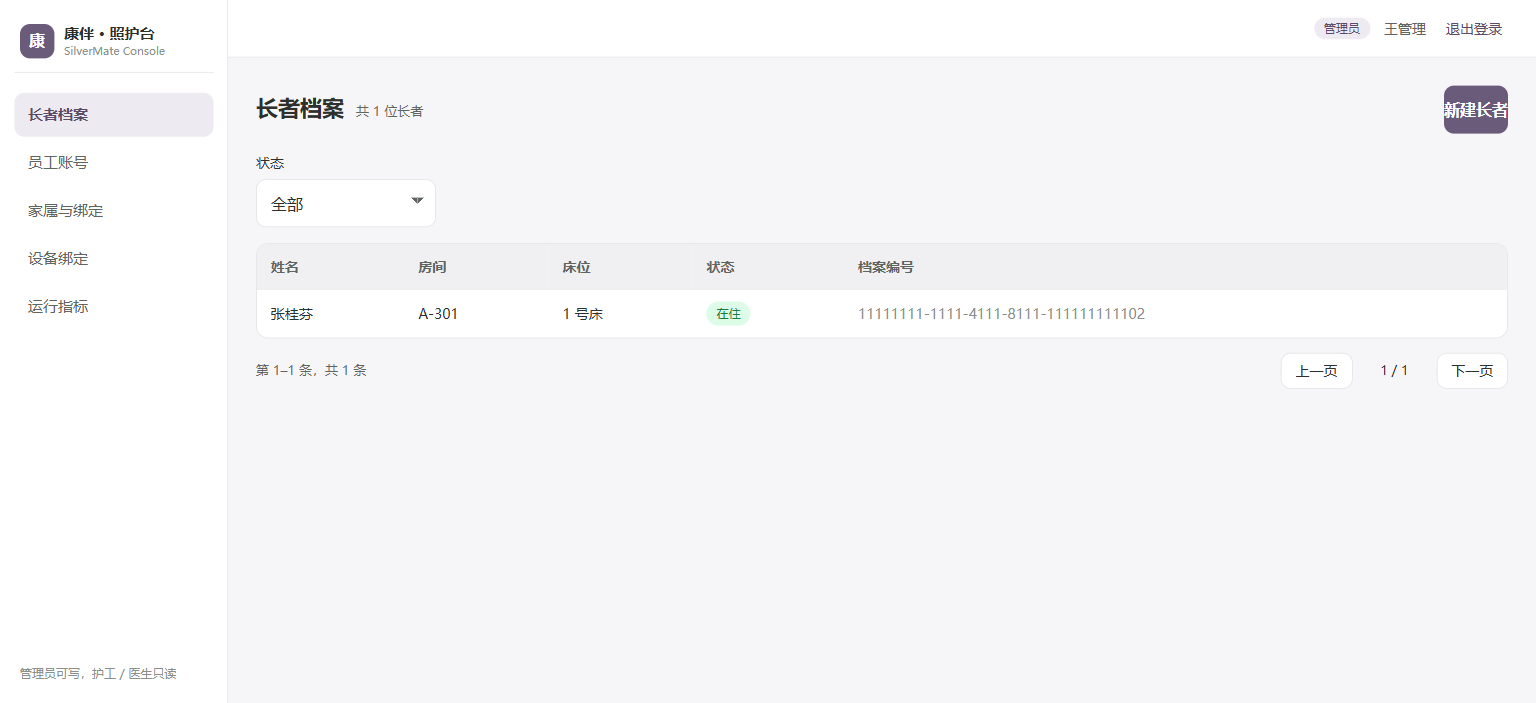 康
康伴・照护台
SilverMate Console
管理员
王管理
退出登录
长者档案
员工账号
家属与绑定
设备绑定
运行指标
长者档案
共 1 位长者
新建长者
状态
全部
姓名 房间 床位 状态 档案编号
张桂芬 A-301 1 号床 在住 11111111-1111-4111-8111-111111111102
第 1–1 条，共 1 条
上一页
1 / 1
下一页
管理员可写，护工 / 医生只读